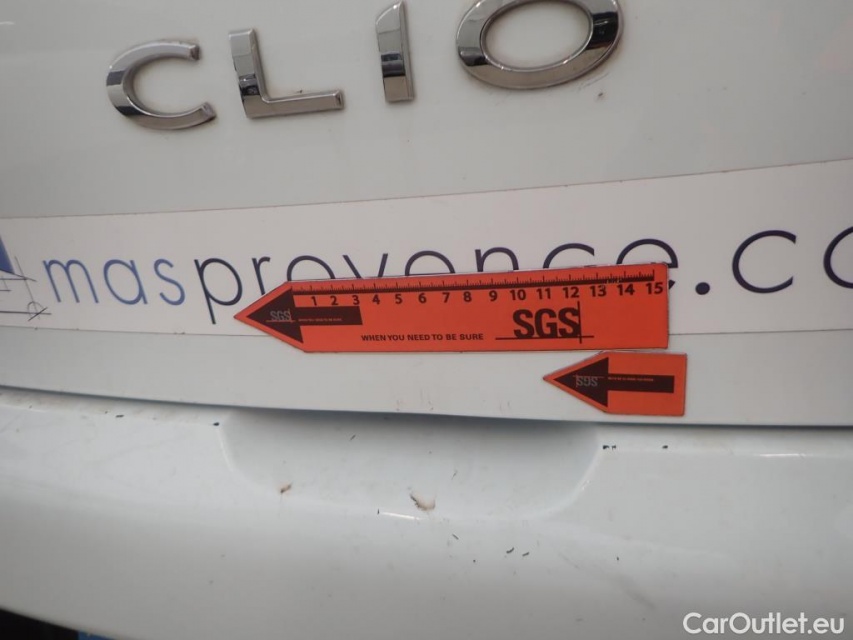 CLIO
masprovence.co
1 2 3 4 5 6 7 8 9 10 11 12 13 14 15
SGS
WHEN YOU NEED TO BE SURE SGS
SGS
CarOutlet.eu